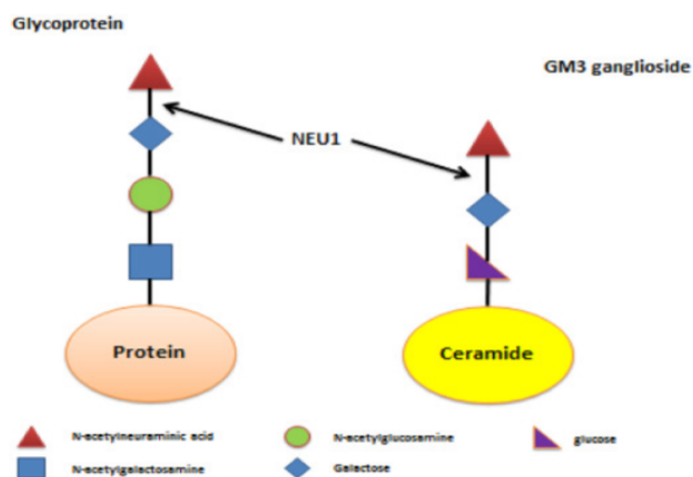 Glycoprotein
GM3 ganglioside
NEU1
Protein
Ceramide
N-acetylneuraminic acid
N-acetylglucosamine
glucose
N-acetylgalactosamine
Galactose